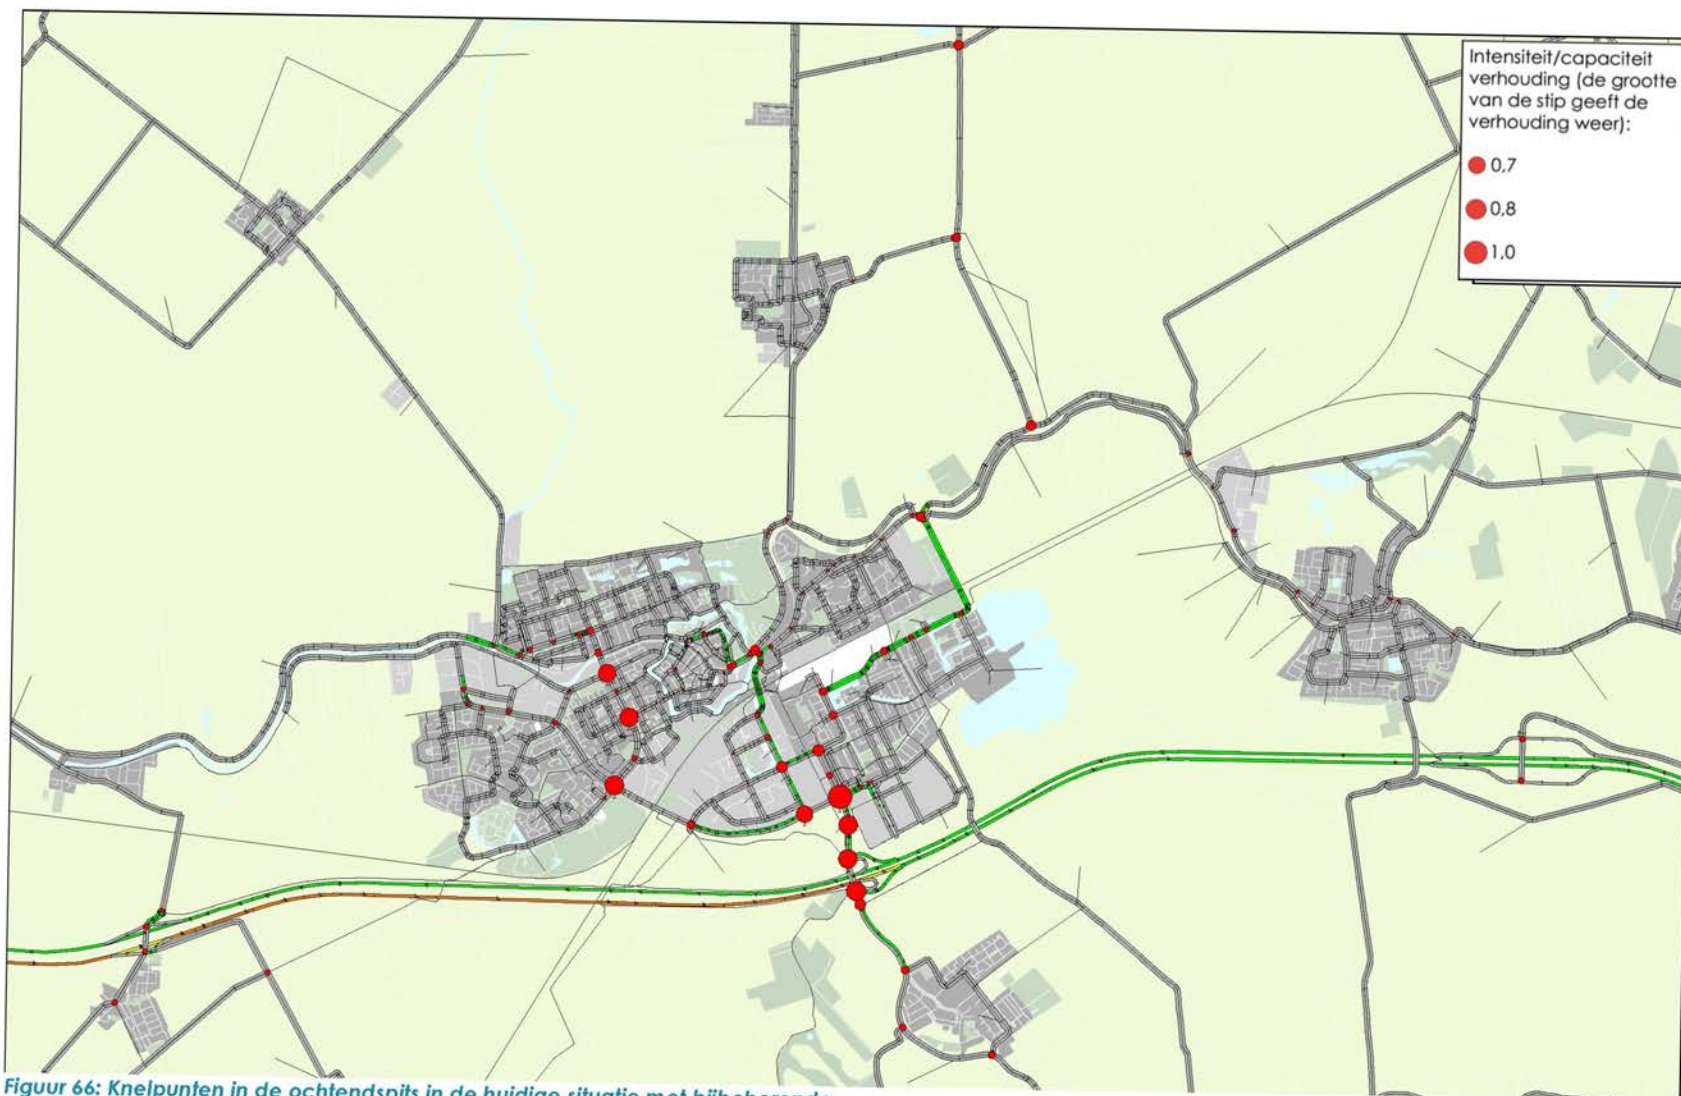 Intensiteit/capaciteit
verhouding (de grootte
van de stip geeft de
verhouding weer):
0,7
0,8
1,0
Figuur 66: Knelpunten in de ochtendspits in de huidige situatie met bijbehorende